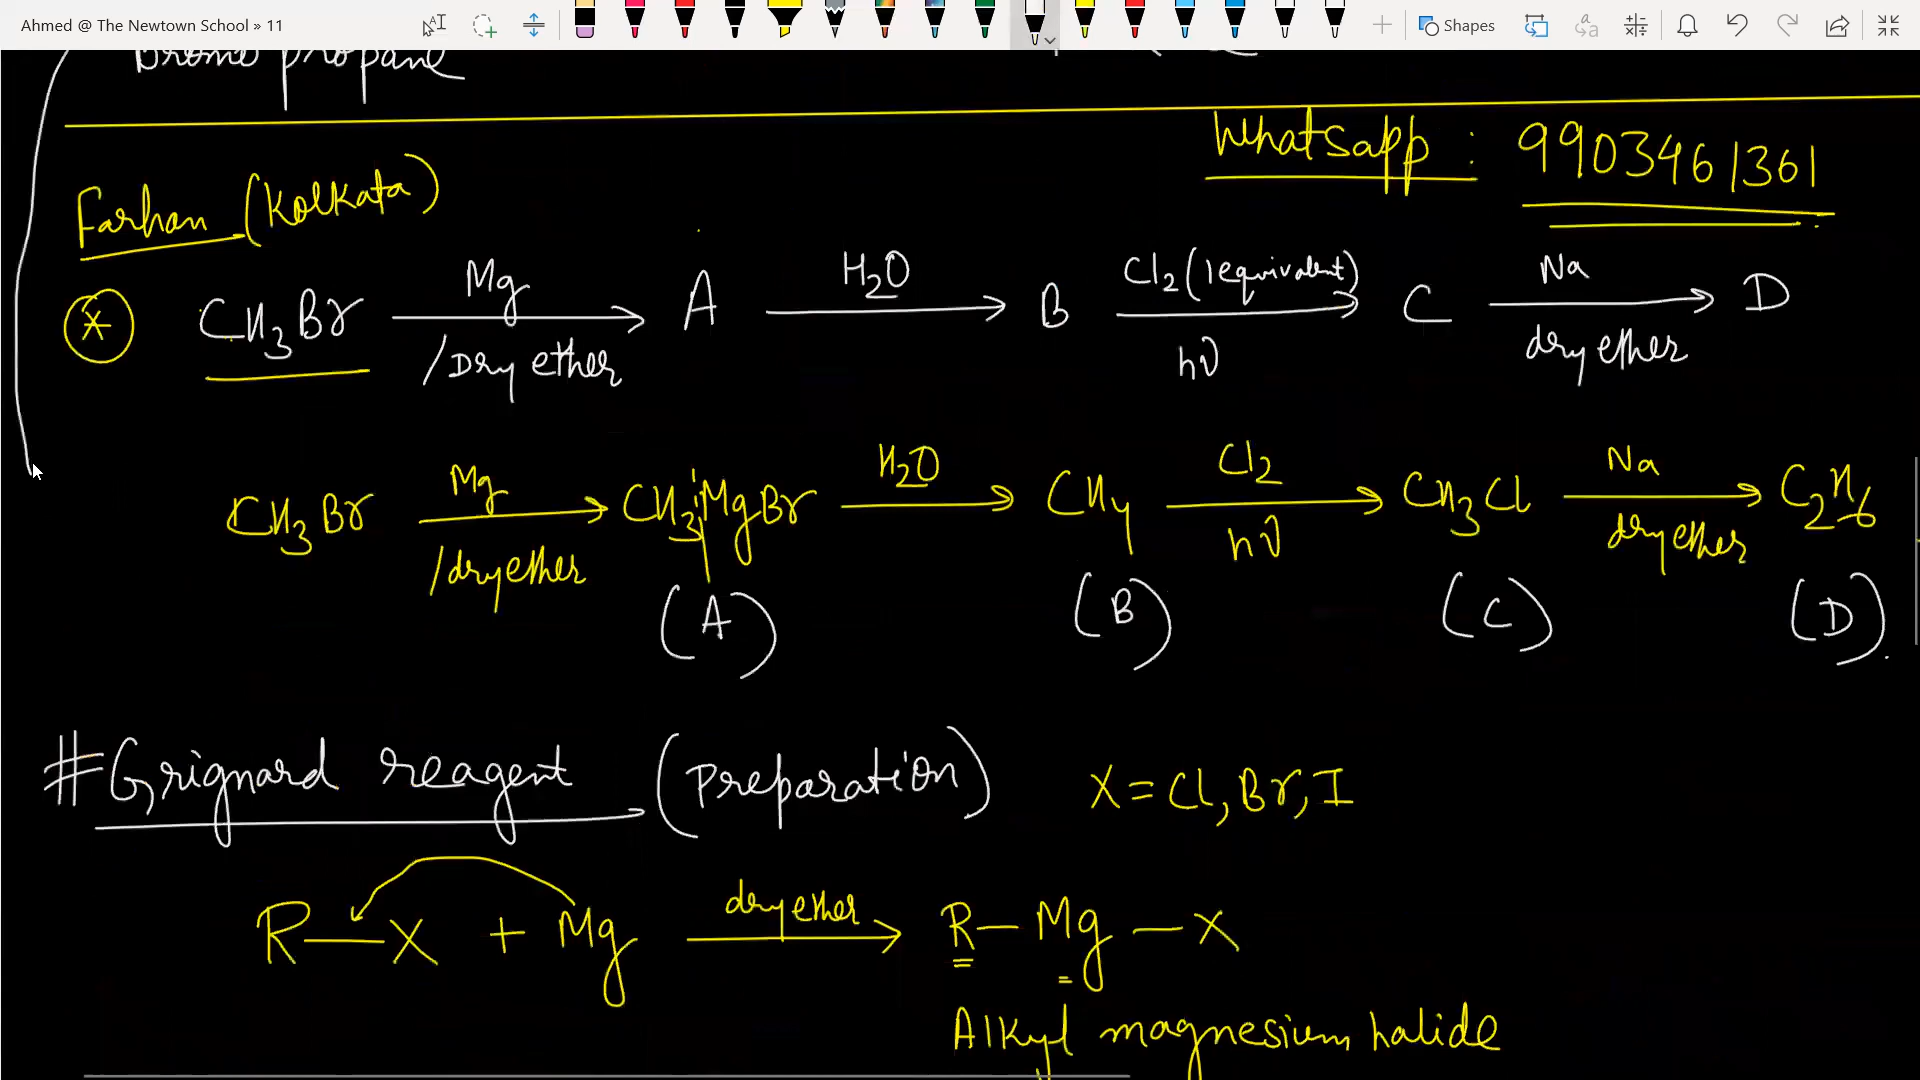 Ahmed @ The Newtown School » 11
Shapes
Bromo propane
Whatsapp : 9903461361
Farhan (Kolkata)
* CH3Br Mg /Dry ether → A H2O → B Cl2 (1 equivalent) hν → C Na dry ether → D
CH3Br Mg /dry ether → CH3MgBr H2O → CH4 Cl2 hν → CH3Cl Na dry ether → C2H6
(A) (B) (C) (D).
# Grignard reagent (Preparation) X = Cl, Br, I
R—X + Mg dry ether → R—Mg—X
Alkyl magnesium halide